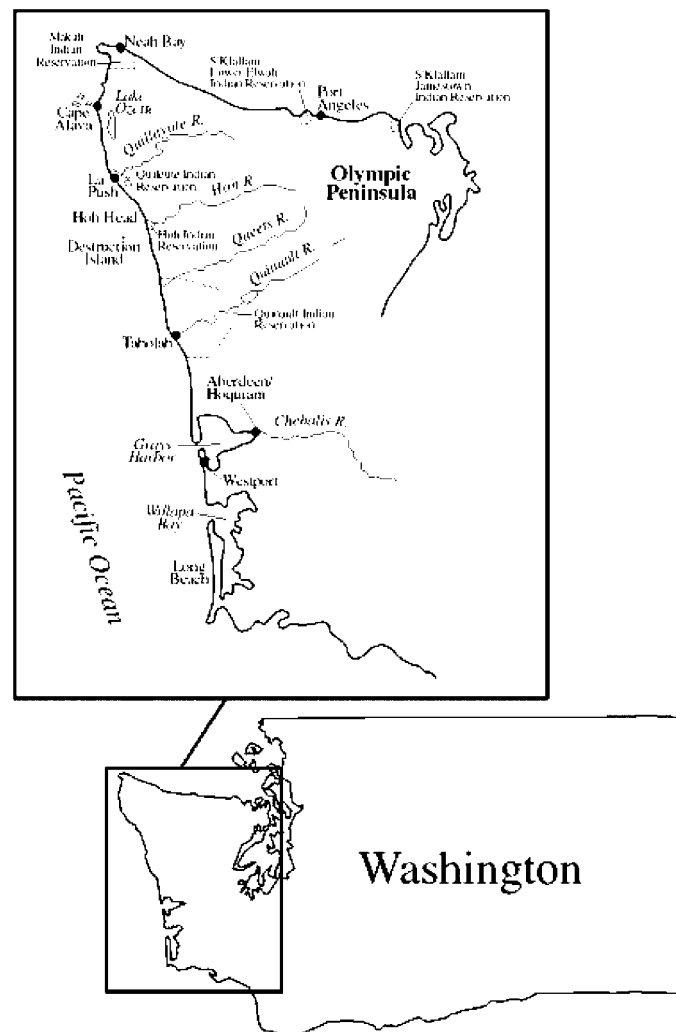 Neah Bay
Makah
Indian
Reservation
S Klallam
Lower Elwah
Indian Reservation
Port
Angeles
S Klallam
Jamestown
Indian Reservation
Lake
Ozette
Cape
Alava
Quillayute R.
La
Push
Quileute Indian
Reservation
Olympic
Peninsula
Hoh R
Hoh Head
Hoh Indian
Reservation
Queets R.
Destruction
Island
Quinault R.
Quinault Indian
Reservation
Taholah
Aberdeen/
Hoquiam
Chehalis R.
Grays
Harbor
Westport
Willapa
Bay
Pacific Ocean
Long
Beach
Washington